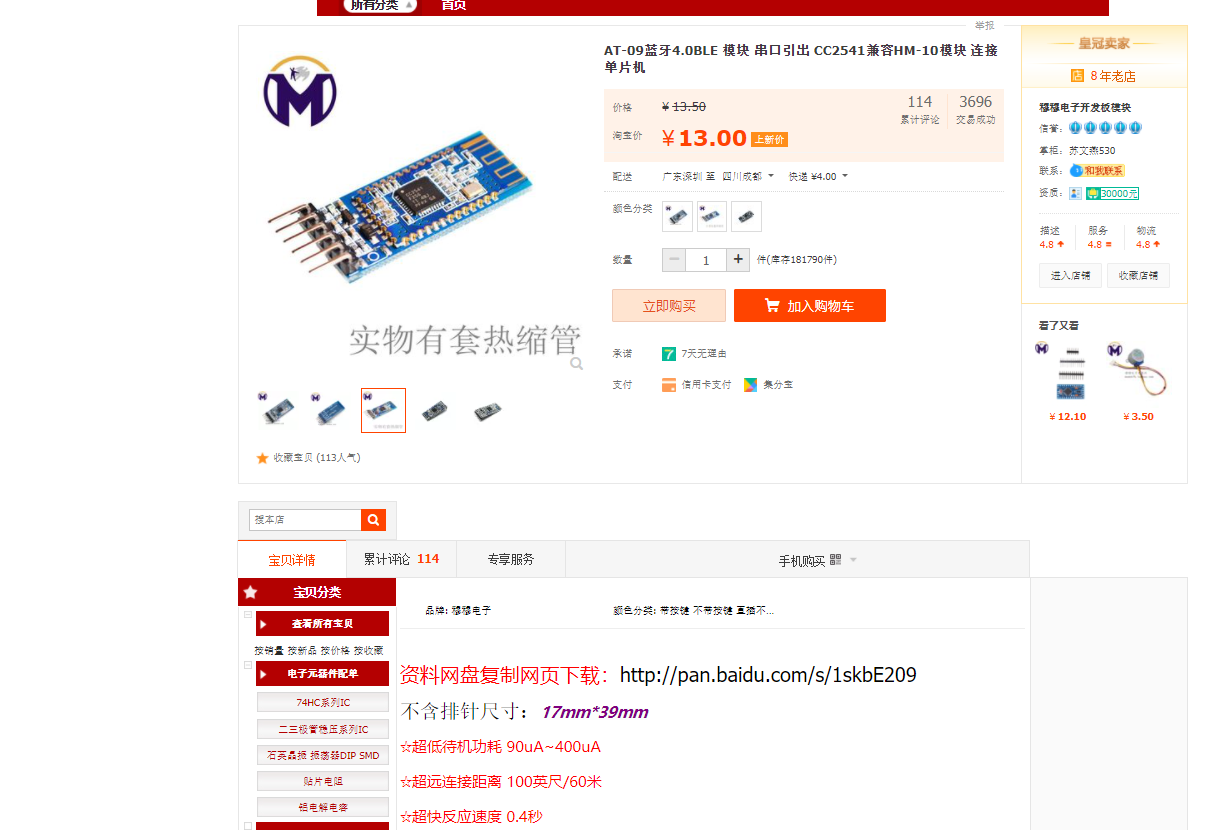 所有分类 首页
举报
AT-09蓝牙4.0BLE 模块 串口引出 CC2541兼容HM-10模块 连接
单片机
价格 ¥ 13.50
淘宝价 ¥ 13.00 上新价
114 累计评论
3696 交易成功
配送 广东深圳 至 四川成都 快递 ¥4.00
颜色分类
数量 1 件(库存181790件)
立即购买 加入购物车
承诺 7 7天无理由
支付 信用卡支付 集分宝
实物有套热缩管
收藏宝贝 (113人气)
皇冠卖家
8年老店
穆穆电子开发板模块
信誉:
掌柜: 苏文燕530
联系: 和我联系
资质: 30000元
描述 服务 物流
4.8 4.8 4.8
进入店铺 收藏店铺
看了又看
¥ 12.10 ¥ 3.50
搜本店
宝贝详情 累计评论 114 专享服务 手机购买
宝贝分类
查看所有宝贝
按销量 按新品 按价格 按收藏
电子元器件配单
74HC系列IC
二三极管稳压系列IC
石英晶振 振荡器DIP SMD
贴片电阻
铝电解电容
品牌: 穆穆电子 颜色分类: 带按键 不带按键 直插不...
资料网盘复制网页下载：http://pan.baidu.com/s/1skbE209
不含排针尺寸： 17mm*39mm
☆超低待机功耗 90uA~400uA
☆超远连接距离 100英尺/60米
☆超快反应速度 0.4秒